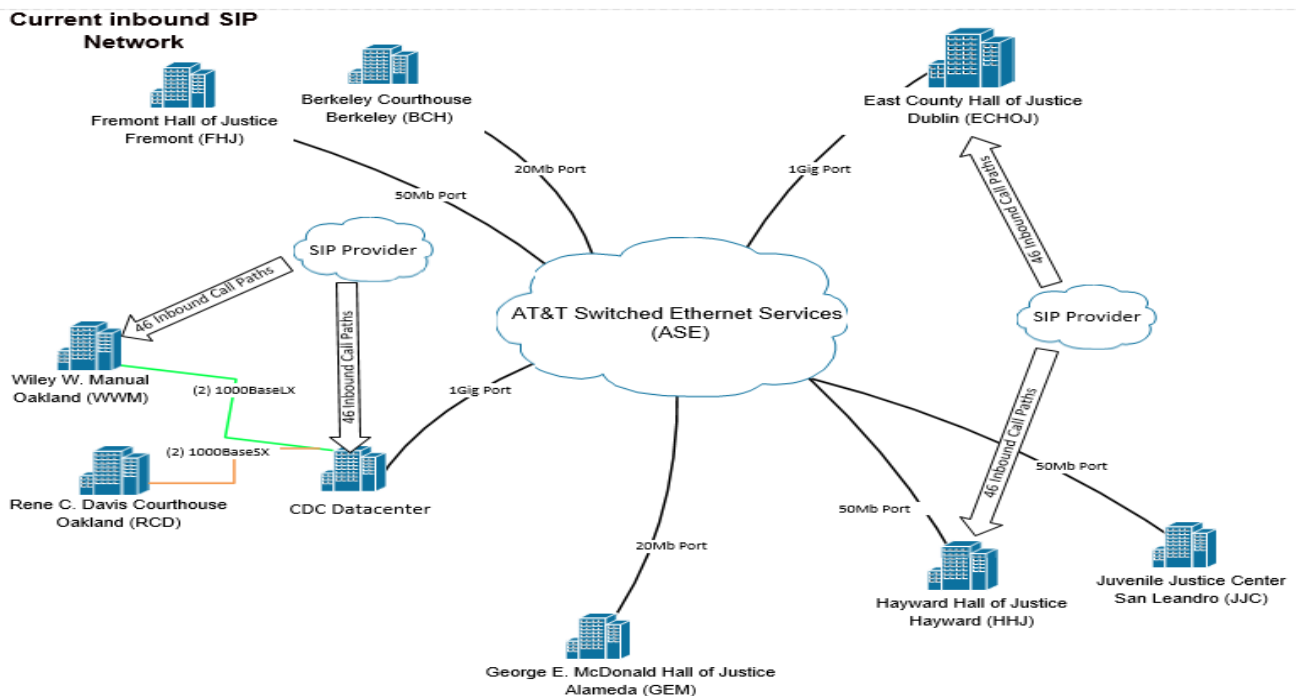 Current inbound SIP
Network
Fremont Hall of Justice
Fremont (FHJ)
Berkeley Courthouse
Berkeley (BCH)
East County Hall of Justice
Dublin (ECHOJ)
20Mb Port
1Gig Port
50Mb Port
46 Inbound Call Paths
SIP Provider
46 Inbound Call Paths
AT&T Switched Ethernet Services
(ASE)
SIP Provider
46 Inbound Call Paths
Wiley W. Manual
Oakland (WWM)
(2) 1000BaseLX
1Gig Port
(2) 1000BaseSX
Rene C. Davis Courthouse
Oakland (RCD)
CDC Datacenter
46 Inbound Call Paths
50Mb Port
50Mb Port
20Mb Port
Hayward Hall of Justice
Hayward (HHJ)
Juvenile Justice Center
San Leandro (JJC)
George E. McDonald Hall of Justice
Alameda (GEM)